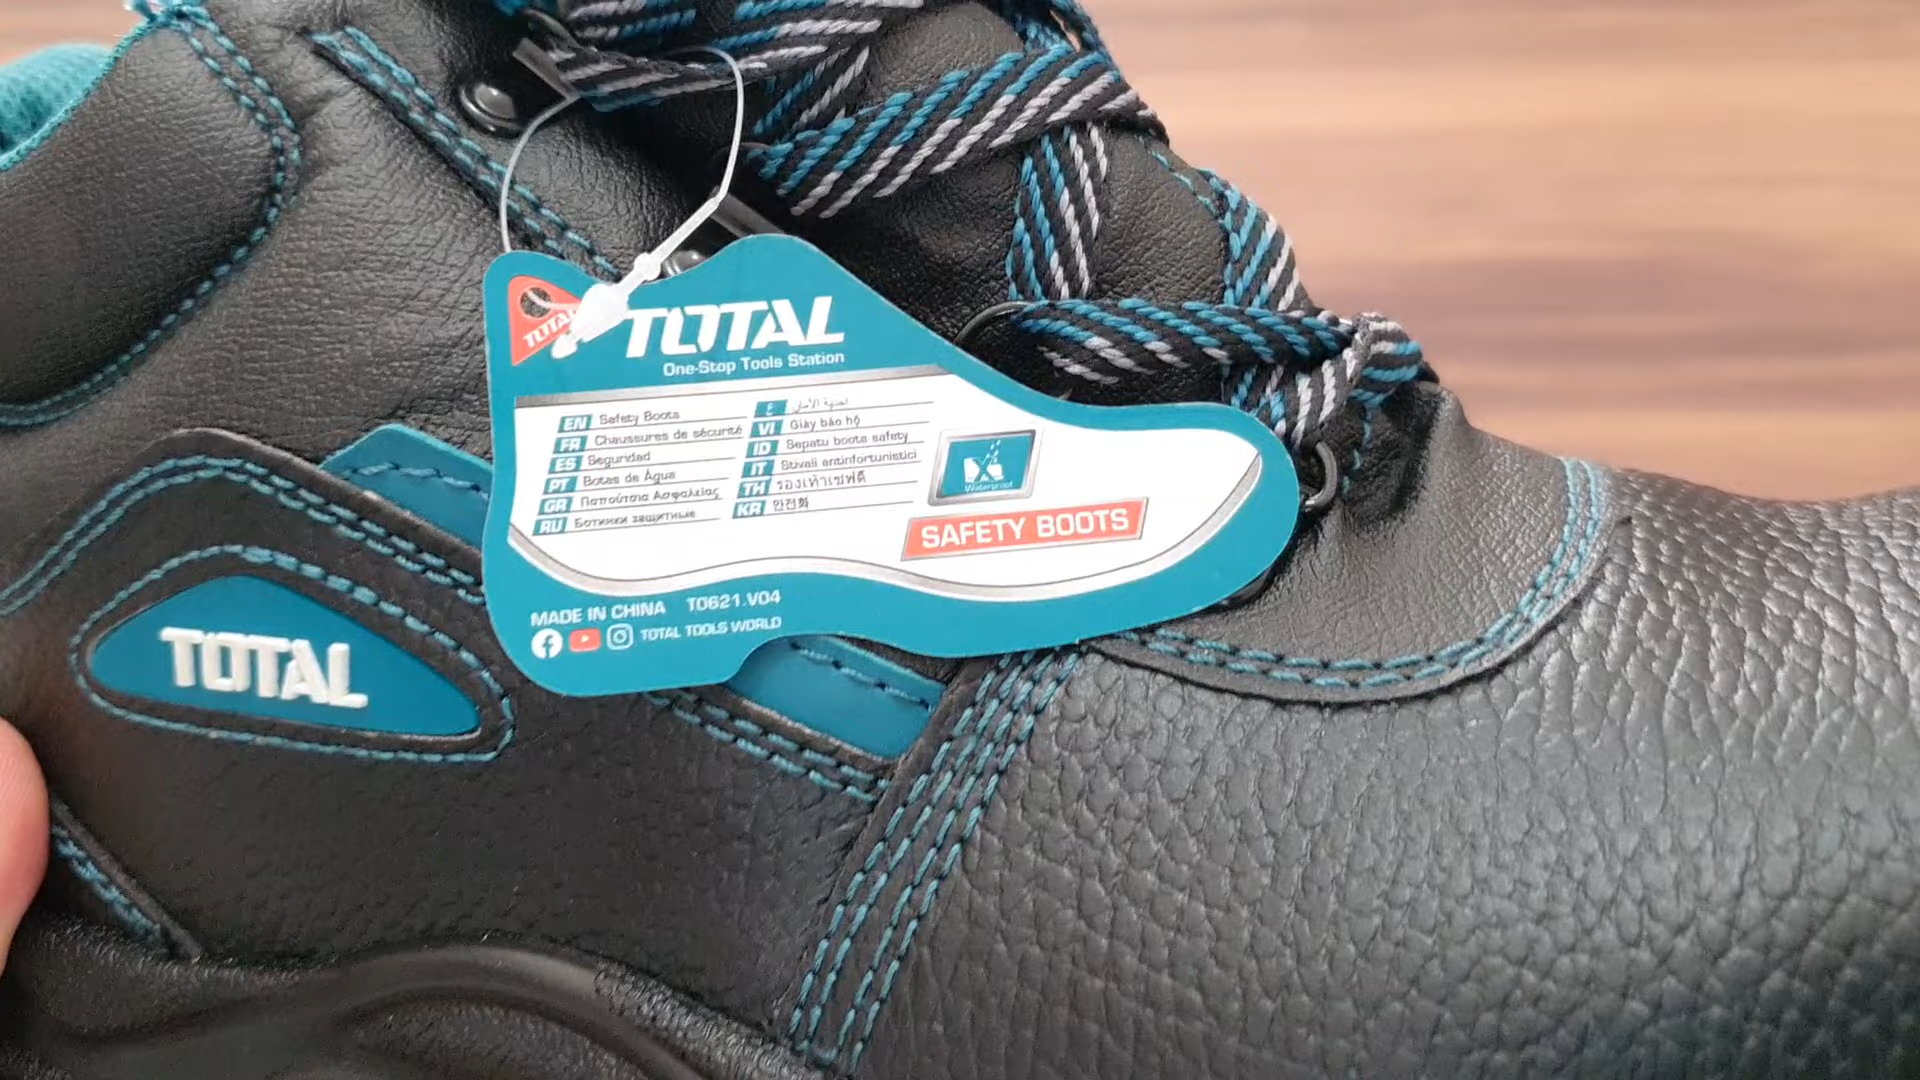 TOTAL
TOTAL
One-Stop Tools Station
EN Safety Boots
FR Chaussures de sécurité
ES Seguridad
PT Botas de Água
GR Παπούτσια Ασφαλείας
RU Ботинки защитные
VI Giày bảo hộ
ID Sepatu boots safety
IT Stivali antinfortunistici
TH รองเท้าเซฟตี
KR 안전화
Waterproof
SAFETY BOOTS
MADE IN CHINA T0621.V04
TOTAL TOOLS WORLD
TOTAL